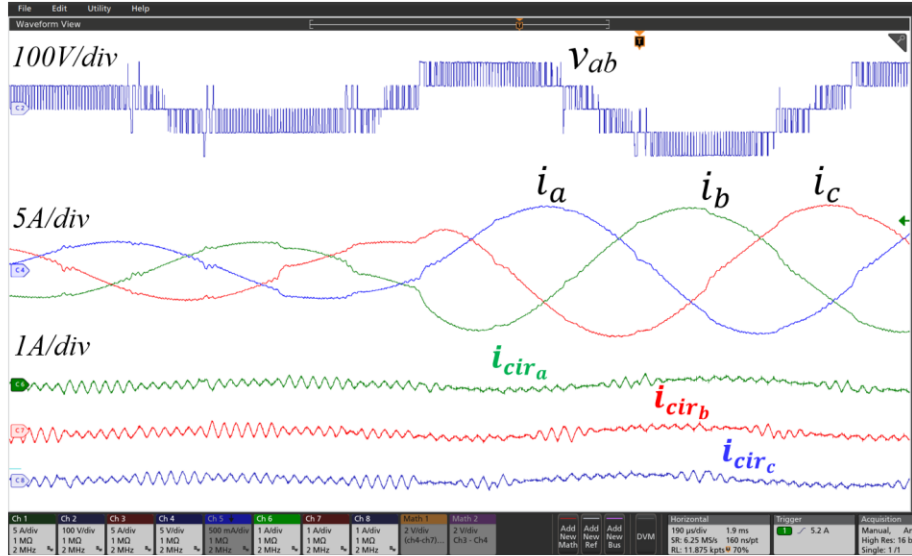 File Edit Utility Help
Waveform View
T
T
100V/div
v_ab
C 2
i_a i_b i_c
5A/div
C 4
1A/div
i_cir_a
C 6
i_cir_b
C 7
i_cir_c
C 8
Ch 1 Ch 2 Ch 3 Ch 4 Ch 5 Ch 6 Ch 7 Ch 8 Math 1 Math 2 Add New Math Add New Ref Add New Bus DVM Horizontal Trigger Acquisition
5 A/div 100 V/div 5 A/div 5 V/div 500 mA/div 1 A/div 1 A/div 1 A/div 2 V/div 2 V/div 190 µs/div 1.9 ms 1 5.2 A Manual,
1 MΩ 1 MΩ 1 MΩ 1 MΩ 1 MΩ 1 MΩ 1 MΩ 1 MΩ (ch4-ch7)... Ch3 - Ch4 SR: 6.25 MS/s 160 ns/pt High Res: 16 b
2 MHz 2 MHz 2 MHz 2 MHz 2 MHz 2 MHz 2 MHz 2 MHz RL: 11.875 kpts 70% Single: 1/1